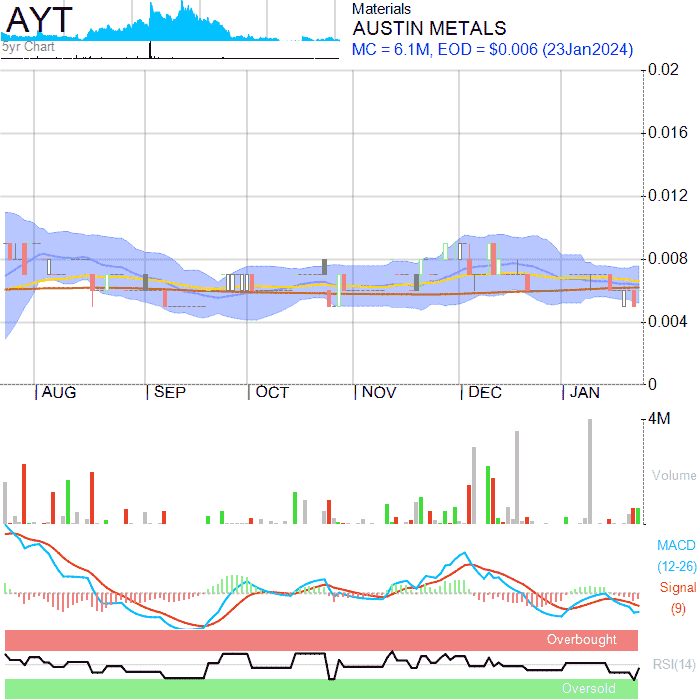 AYT
5yr Chart
Materials
AUSTIN METALS
MC = 6.1M, EOD = $0.006 (23Jan2024)
0.02
0.016
0.012
0.008
0.004
0
AUG SEP OCT NOV DEC JAN
4M
Volume
MACD
(12-26)
Signal
(9)
Overbought
RSI(14)
Oversold